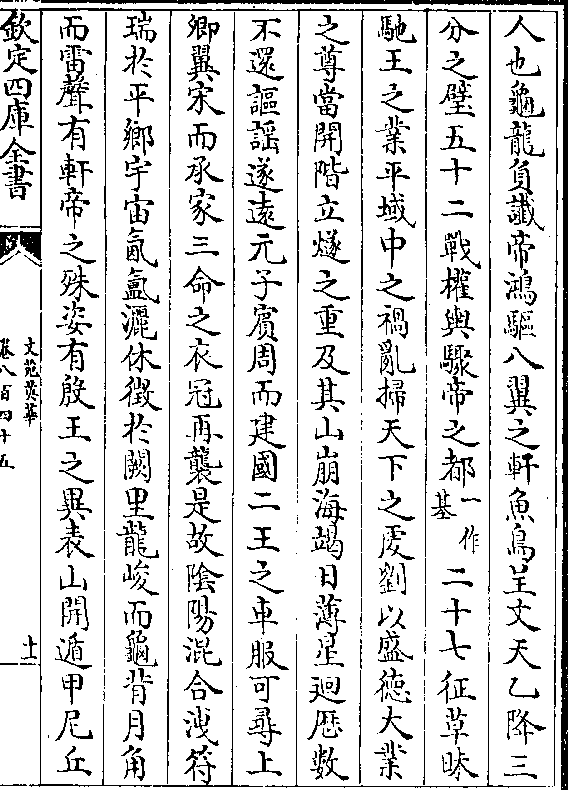 人也龜龍負讖帝鴻驅八翼之軒魚鳥呈文天乙降三
分之璧五十二戰權輿驟帝之都一作基二十七征草昧
馳王之業平域中之禍亂掃天下之虔劉以盛德大業
之尊當開階立燧之重及其山崩海竭日薄星迴歴數
不還謳謡遂遠元子賓周而建國二王之車服可尋上
卿翼宋而承家三命之衣冠再襲是故陰陽混合洩符
瑞於平鄉宇宙氤氲灑休徴於闕里龍峻而龜背月角
而雷聲有軒帝之殊姿有殷王之異表山開遁甲尼丘
欽定四庫全書
文苑英華
卷八百四十五
十一